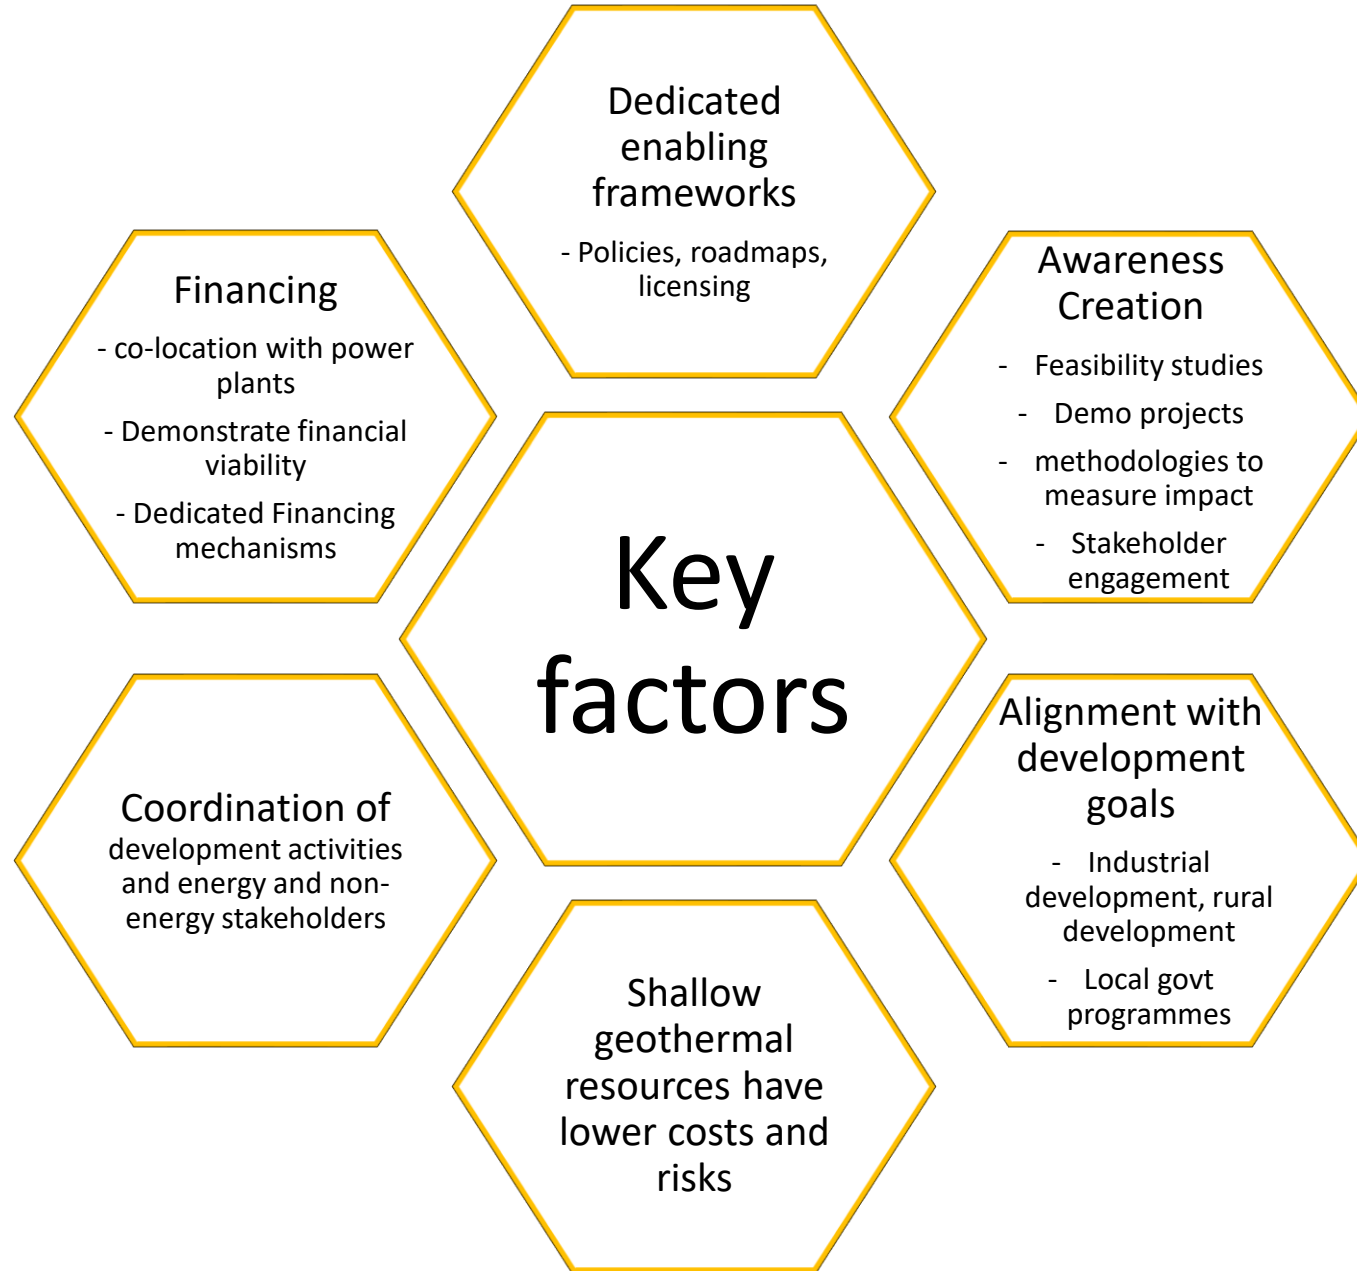 Dedicated
enabling
frameworks
- Policies, roadmaps,
licensing
Financing
- co-location with power
plants
- Demonstrate financial
viability
- Dedicated Financing
mechanisms
Awareness
Creation
- Feasibility studies
- Demo projects
- methodologies to
measure impact
- Stakeholder
engagement
Key
factors
Coordination of
development activities
and energy and non-
energy stakeholders
Alignment with
development
goals
- Industrial
development, rural
development
- Local govt
programmes
Shallow
geothermal
resources have
lower costs and
risks